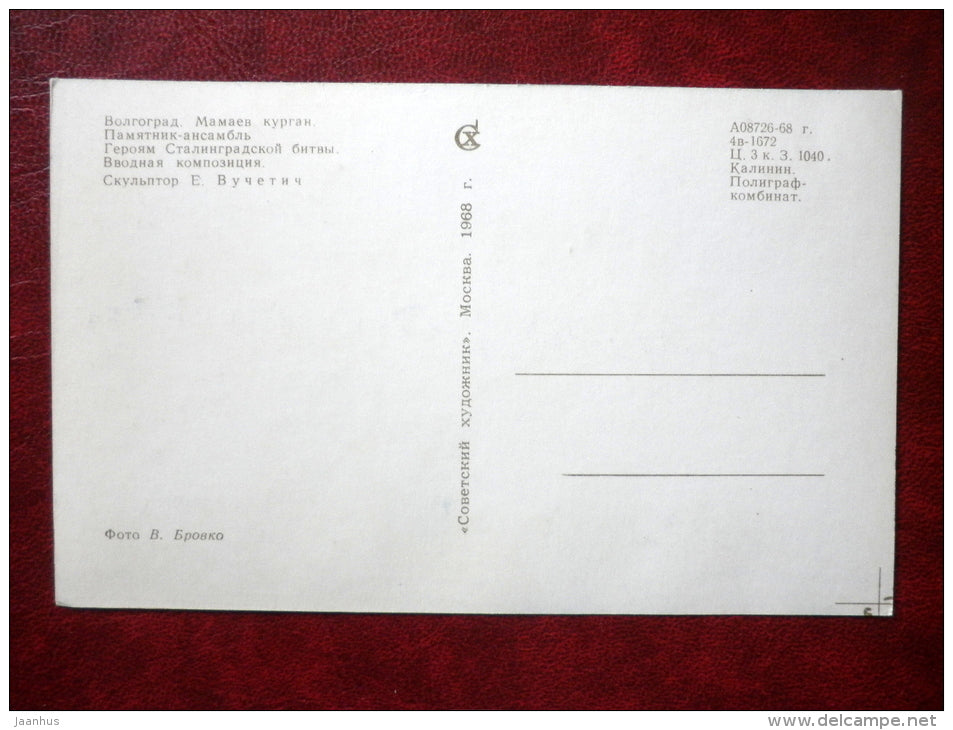 Волгоград. Мамаев курган.
Памятник-ансамбль
Героям Сталинградской битвы.
Вводная композиция.
Скульптор Е. Вучетич
Фото В. Бровко
СХ
«Советский художник». Москва. 1968 г.
А08726-68 г.
4в-1672
Ц. 3 к. З. 1040.
Калинин.
Полиграф-
комбинат.
jaanhus
www.delcampe.net